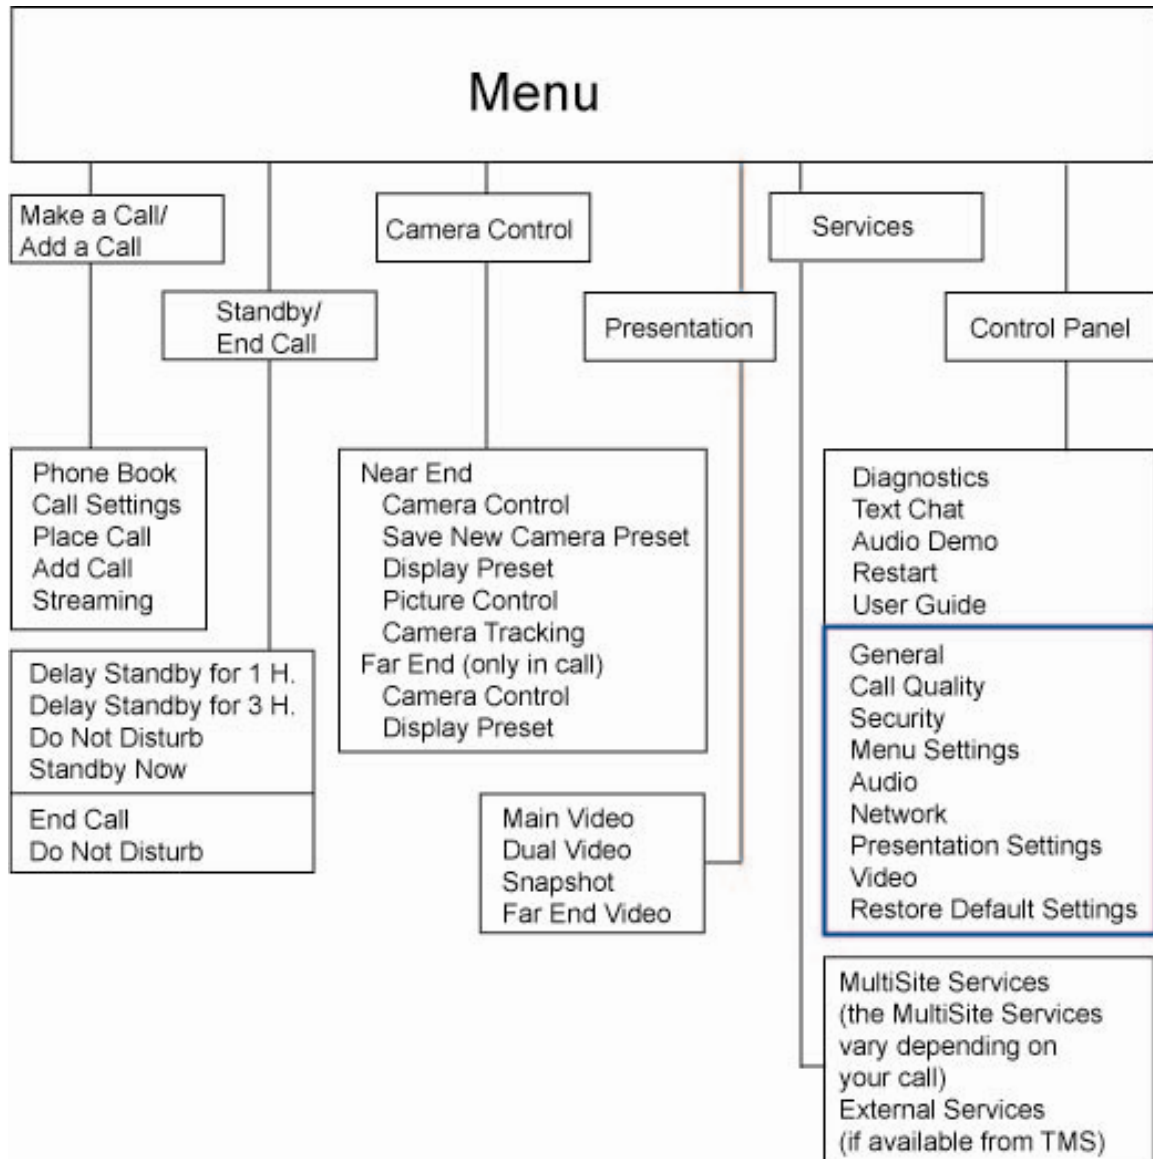 Menu
Make a Call/
Add a Call
Standby/
End Call
Camera Control
Presentation
Services
Control Panel
Phone Book
Call Settings
Place Call
Add Call
Streaming
Delay Standby for 1 H.
Delay Standby for 3 H.
Do Not Disturb
Standby Now
End Call
Do Not Disturb
Near End
Camera Control
Save New Camera Preset
Display Preset
Picture Control
Camera Tracking
Far End (only in call)
Camera Control
Display Preset
Main Video
Dual Video
Snapshot
Far End Video
Diagnostics
Text Chat
Audio Demo
Restart
User Guide
General
Call Quality
Security
Menu Settings
Audio
Network
Presentation Settings
Video
Restore Default Settings
MultiSite Services
(the MultiSite Services
vary depending on
your call)
External Services
(if available from TMS)